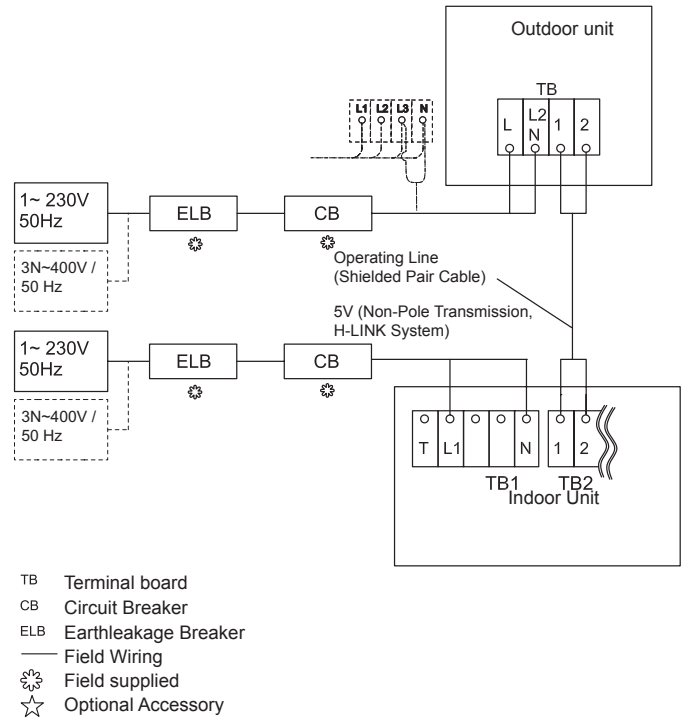 Outdoor unit
TB
L1 L2 L3 N
L L2 N 1 2
1~ 230V
50Hz
ELB
CB
3N~400V /
50 Hz
Operating Line
(Shielded Pair Cable)
5V (Non-Pole Transmission,
H-LINK System)
1~ 230V
50Hz
ELB
CB
3N~400V /
50 Hz
T L1 N 1 2
TB1 TB2
Indoor Unit
TB Terminal board
CB Circuit Breaker
ELB Earthleakage Breaker
Field Wiring
Field supplied
Optional Accessory